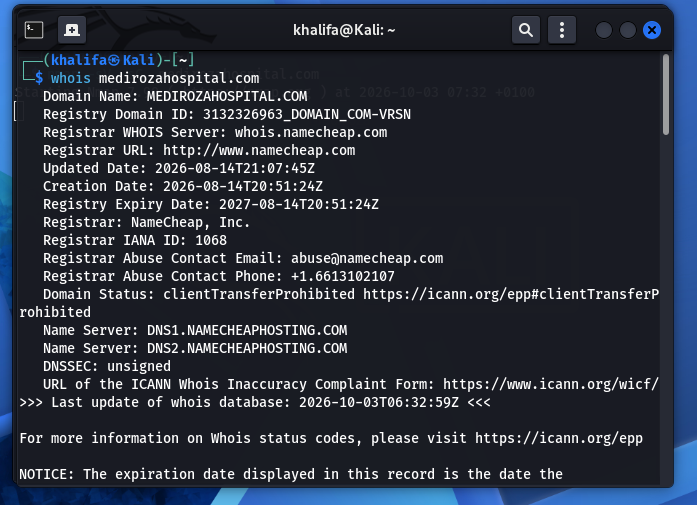 khalifa@Kali: ~
(khalifa㉿Kali)-[~]
$ whois medirozahospital.com
Domain Name: MEDIROZAHOSPITAL.COM
Registry Domain ID: 3132326963_DOMAIN_COM-VRSN
Registrar WHOIS Server: whois.namecheap.com
Registrar URL: http://www.namecheap.com
Updated Date: 2026-08-14T21:07:45Z
Creation Date: 2026-08-14T20:51:24Z
Registry Expiry Date: 2027-08-14T20:51:24Z
Registrar: NameCheap, Inc.
Registrar IANA ID: 1068
Registrar Abuse Contact Email: abuse@namecheap.com
Registrar Abuse Contact Phone: +1.6613102107
Domain Status: clientTransferProhibited https://icann.org/epp#clientTransferP
rohibited
Name Server: DNS1.NAMECHEAPHOSTING.COM
Name Server: DNS2.NAMECHEAPHOSTING.COM
DNSSEC: unsigned
URL of the ICANN Whois Inaccuracy Complaint Form: https://www.icann.org/wicf/
>>> Last update of whois database: 2026-10-03T06:32:59Z <<<
For more information on Whois status codes, please visit https://icann.org/epp
NOTICE: The expiration date displayed in this record is the date the